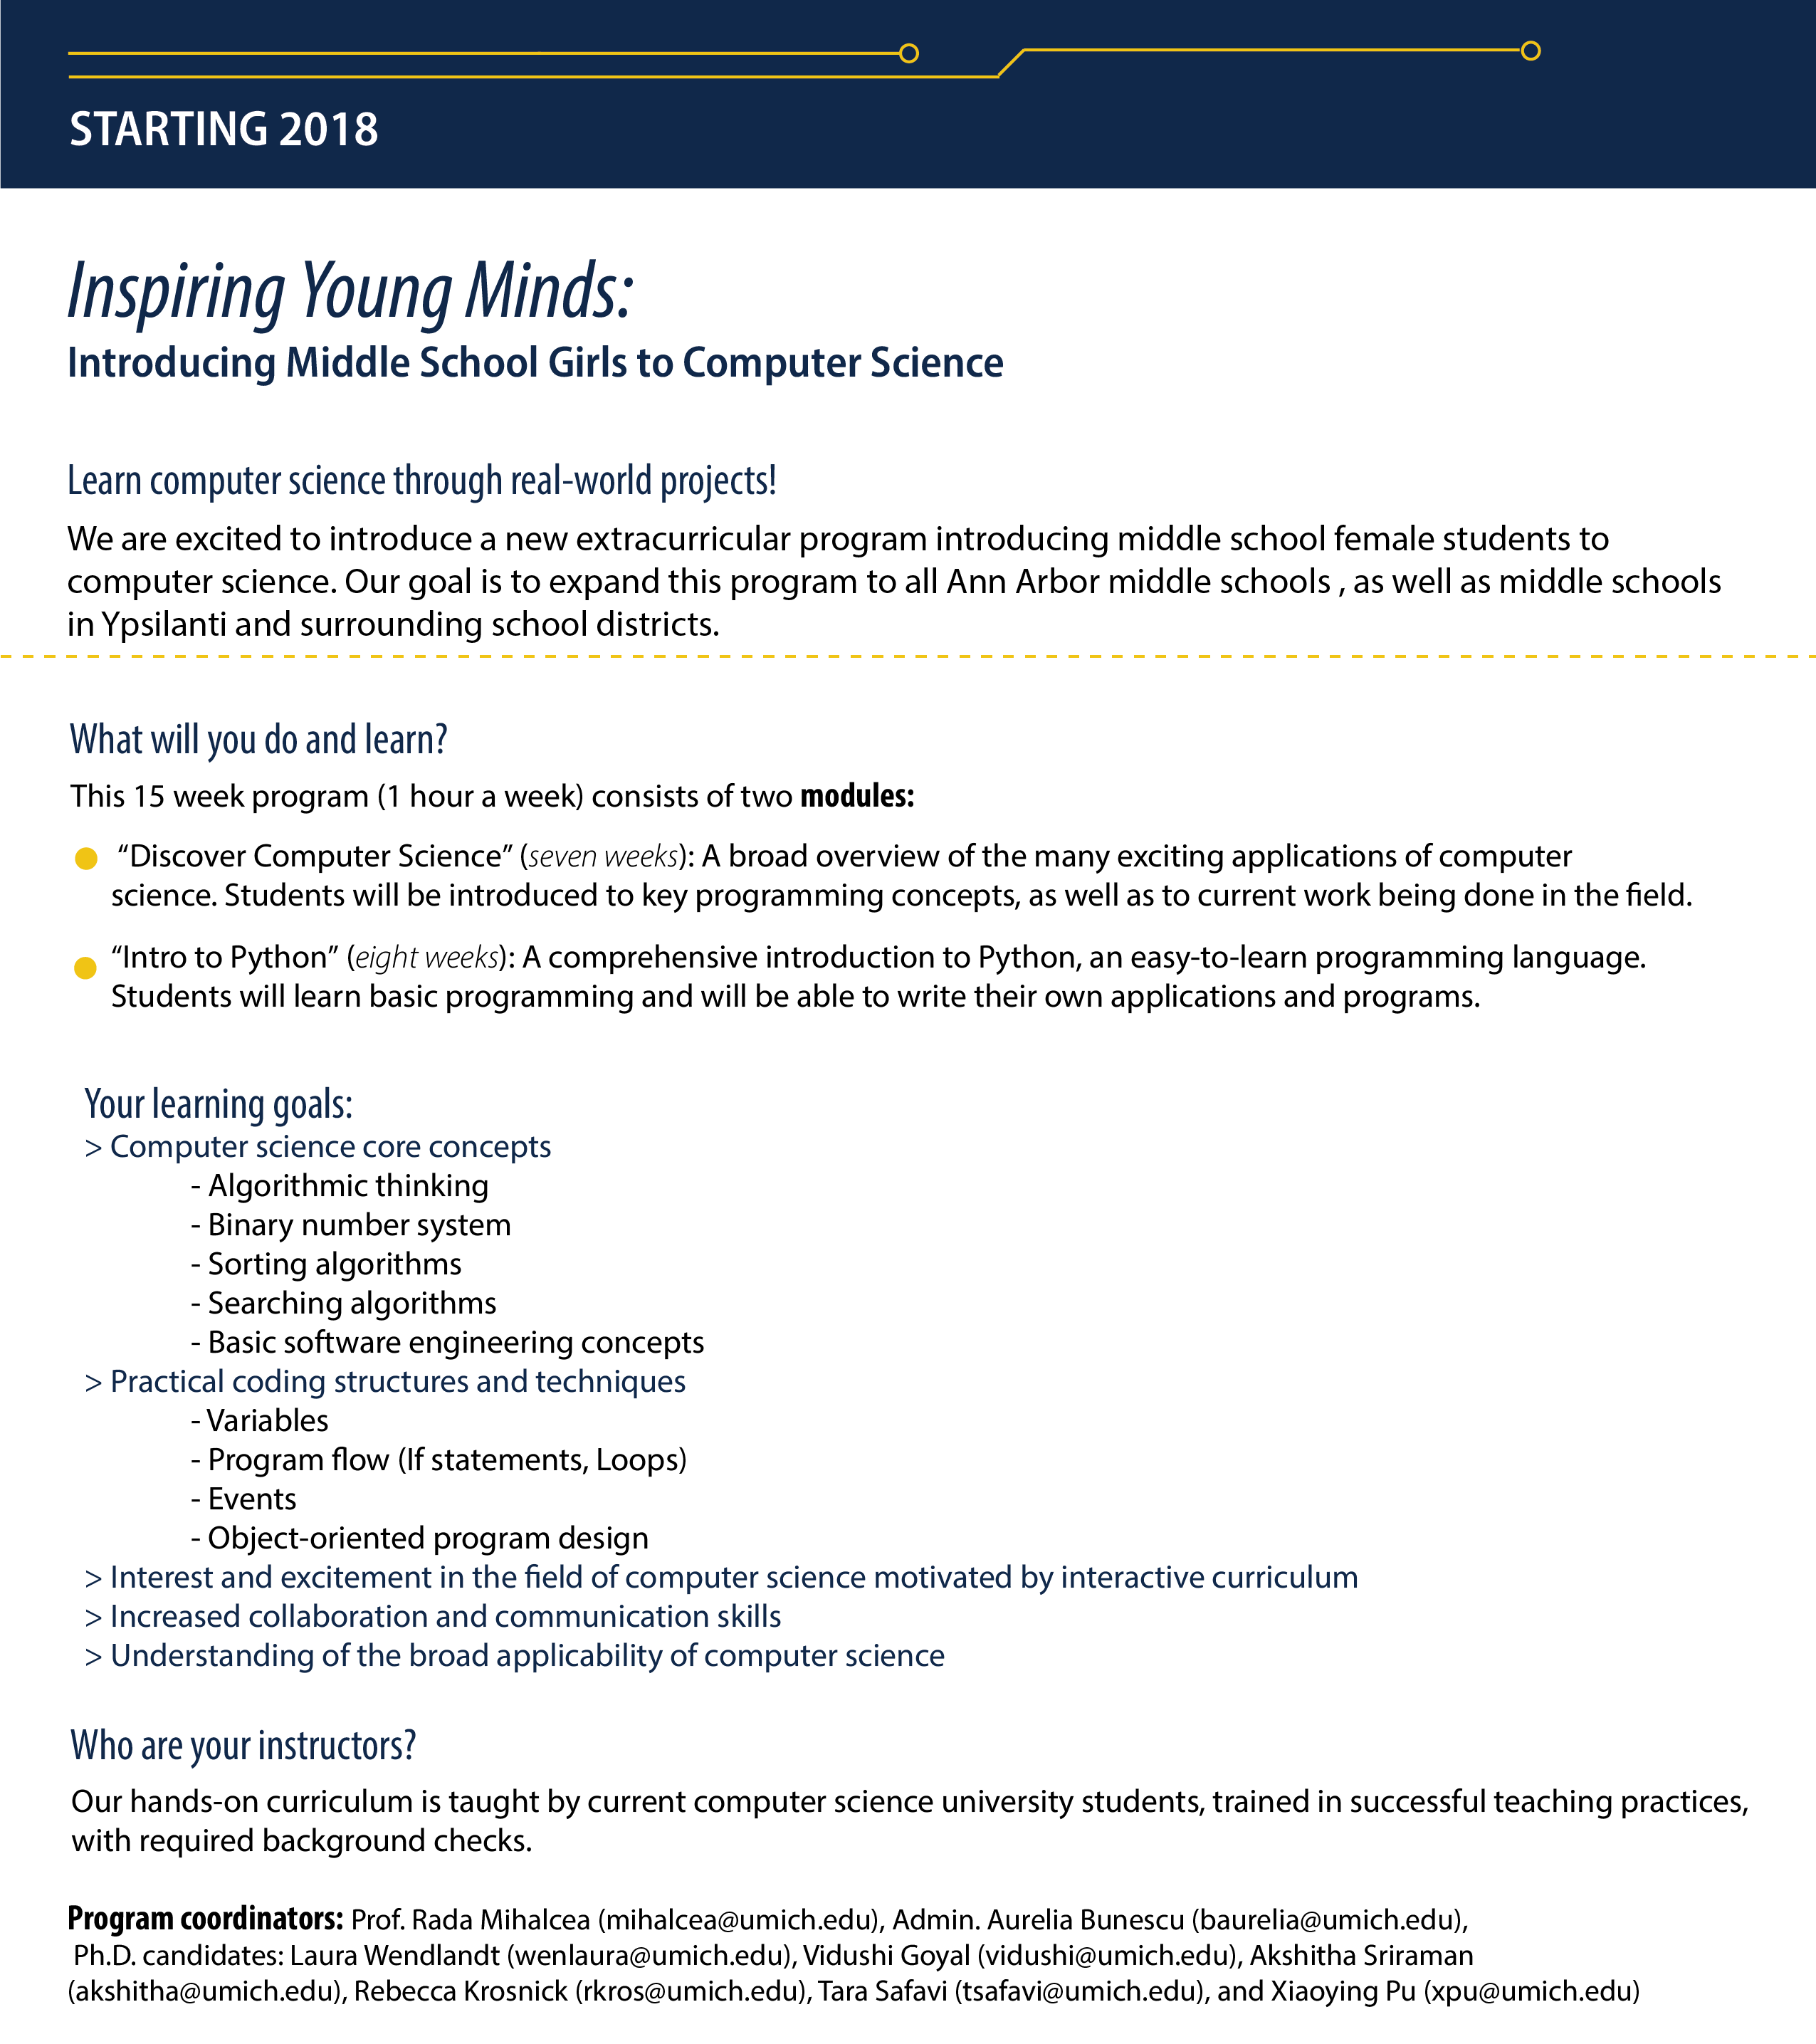 STARTING 2018
Inspiring Young Minds:
Introducing Middle School Girls to Computer Science
Learn computer science through real-world projects!
We are excited to introduce a new extracurricular program introducing middle school female students to
computer science. Our goal is to expand this program to all Ann Arbor middle schools , as well as middle schools
in Ypsilanti and surrounding school districts.
What will you do and learn?
This 15 week program (1 hour a week) consists of two modules:
“Discover Computer Science” (seven weeks): A broad overview of the many exciting applications of computer
science. Students will be introduced to key programming concepts, as well as to current work being done in the field.
“Intro to Python” (eight weeks): A comprehensive introduction to Python, an easy-to-learn programming language.
Students will learn basic programming and will be able to write their own applications and programs.
Your learning goals:
> Computer science core concepts
- Algorithmic thinking
- Binary number system
- Sorting algorithms
- Searching algorithms
- Basic software engineering concepts
> Practical coding structures and techniques
- Variables
- Program flow (If statements, Loops)
- Events
- Object-oriented program design
> Interest and excitement in the field of computer science motivated by interactive curriculum
> Increased collaboration and communication skills
> Understanding of the broad applicability of computer science
Who are your instructors?
Our hands-on curriculum is taught by current computer science university students, trained in successful teaching practices,
with required background checks.
Program coordinators: Prof. Rada Mihalcea (mihalcea@umich.edu), Admin. Aurelia Bunescu (baurelia@umich.edu),
Ph.D. candidates: Laura Wendlandt (wenlaura@umich.edu), Vidushi Goyal (vidushi@umich.edu), Akshitha Sriraman
(akshitha@umich.edu), Rebecca Krosnick (rkros@umich.edu), Tara Safavi (tsafavi@umich.edu), and Xiaoying Pu (xpu@umich.edu)